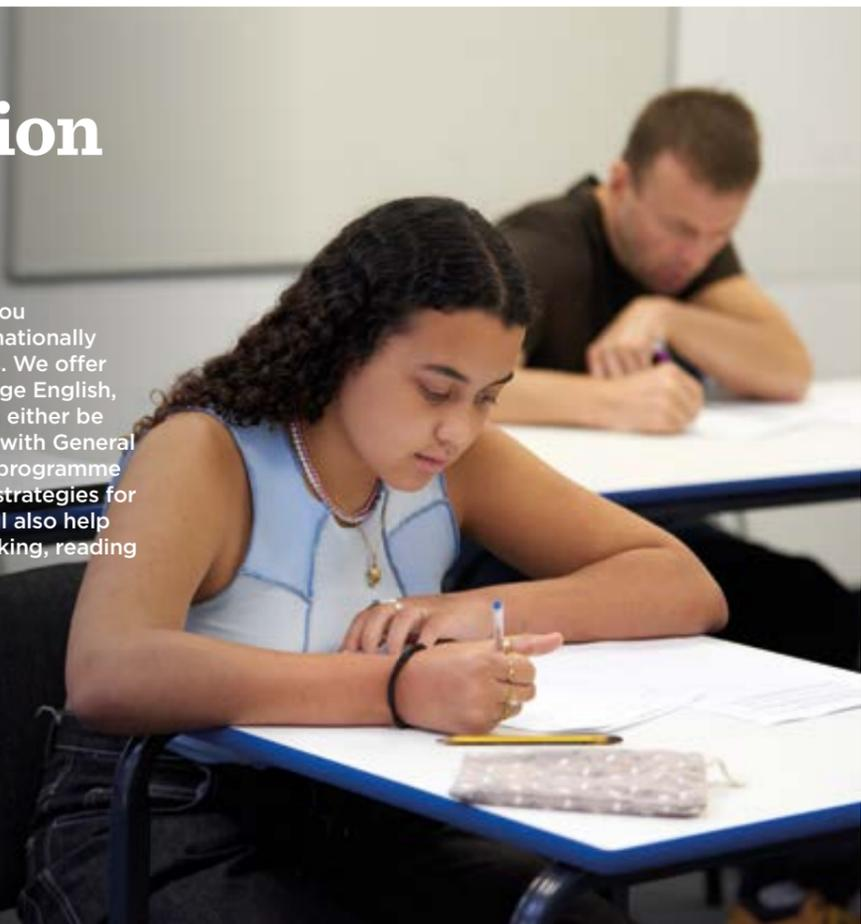 ion
ou
nationally
. We offer
ge English,
either be
with General
programme
strategies for
l also help
king, reading